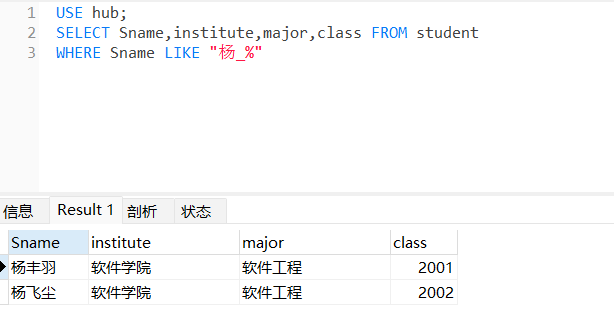 1 USE hub;
2 SELECT Sname,institute,major,class FROM student
3 WHERE Sname LIKE "杨_%"
信息 Result 1 剖析 状态
Sname institute major class
杨丰羽 软件学院 软件工程 2001
杨飞尘 软件学院 软件工程 2002